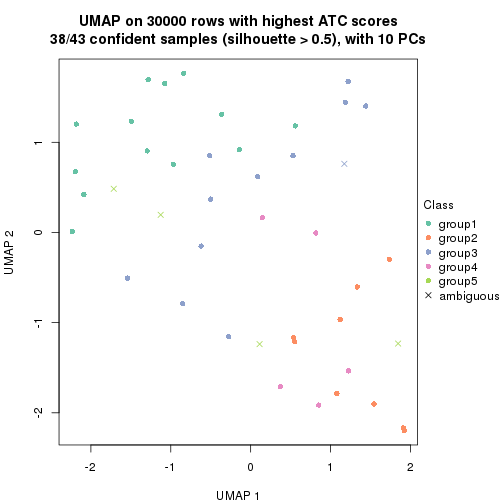 UMAP on 30000 rows with highest ATC scores
38/43 confident samples (silhouette > 0.5), with 10 PCs
UMAP 2
1
0
-1
-2
-2
-1
0
1
2
UMAP 1
Class
group1
group2
group3
group4
group5
ambiguous